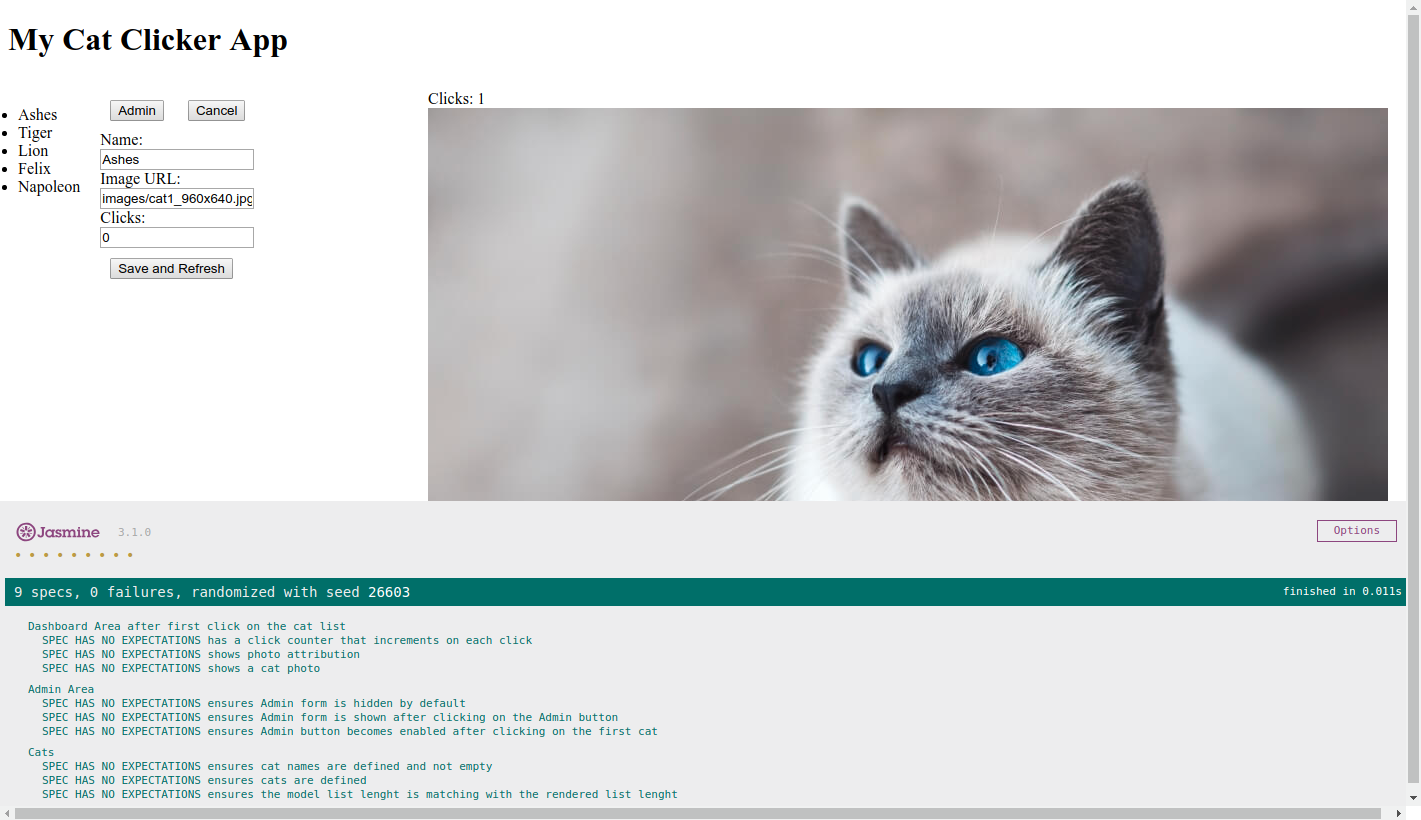 My Cat Clicker App
Ashes
Tiger
Lion
Felix
Napoleon
Admin Cancel
Name:
Ashes
Image URL:
images/cat1_960x640.jpg
Clicks:
0
Save and Refresh
Clicks: 1
Jasmine 3.1.0
Options
9 specs, 0 failures, randomized with seed 26603 finished in 0.011s
Dashboard Area after first click on the cat list
SPEC HAS NO EXPECTATIONS has a click counter that increments on each click
SPEC HAS NO EXPECTATIONS shows photo attribution
SPEC HAS NO EXPECTATIONS shows a cat photo
Admin Area
SPEC HAS NO EXPECTATIONS ensures Admin form is hidden by default
SPEC HAS NO EXPECTATIONS ensures Admin form is shown after clicking on the Admin button
SPEC HAS NO EXPECTATIONS ensures Admin button becomes enabled after clicking on the first cat
Cats
SPEC HAS NO EXPECTATIONS ensures cat names are defined and not empty
SPEC HAS NO EXPECTATIONS ensures cats are defined
SPEC HAS NO EXPECTATIONS ensures the model list lenght is matching with the rendered list lenght